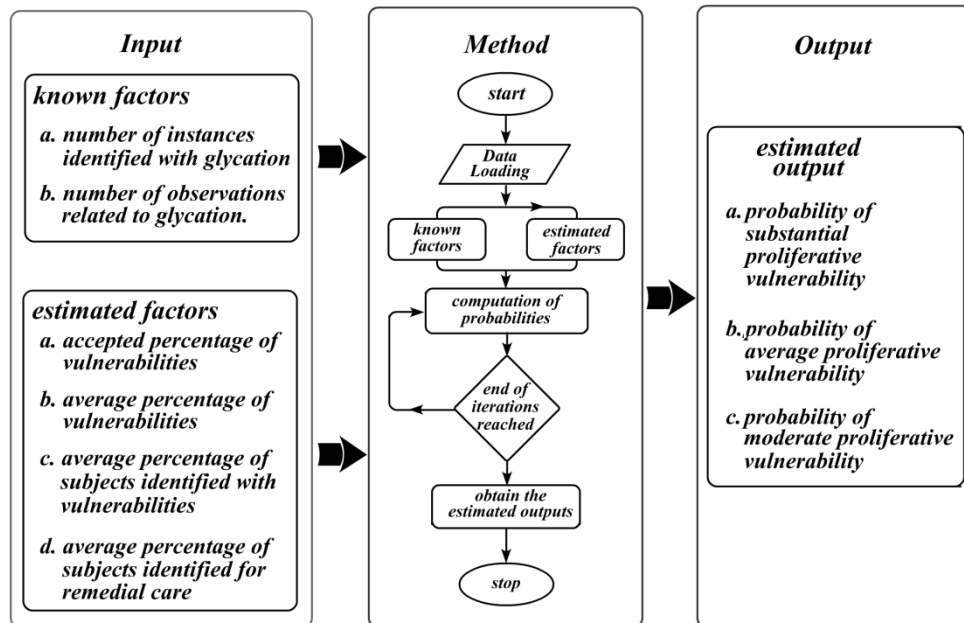 Input
known factors
a. number of instances
identified with glycation
b. number of observations
related to glycation.
estimated factors
a. accepted percentage of
vulnerabilities
b. average percentage of
vulnerabilities
c. average percentage of
subjects identified with
vulnerabilities
d. average percentage of
subjects identified for
remedial care
Method
start
Data
Loading
known
factors
estimated
factors
computation of
probabilities
end of
iterations
reached
obtain the
estimated outputs
stop
Output
estimated
output
a. probability of
substantial
proliferative
vulnerability
b. probability of
average proliferative
vulnerability
c. probability of
moderate proliferative
vulnerability